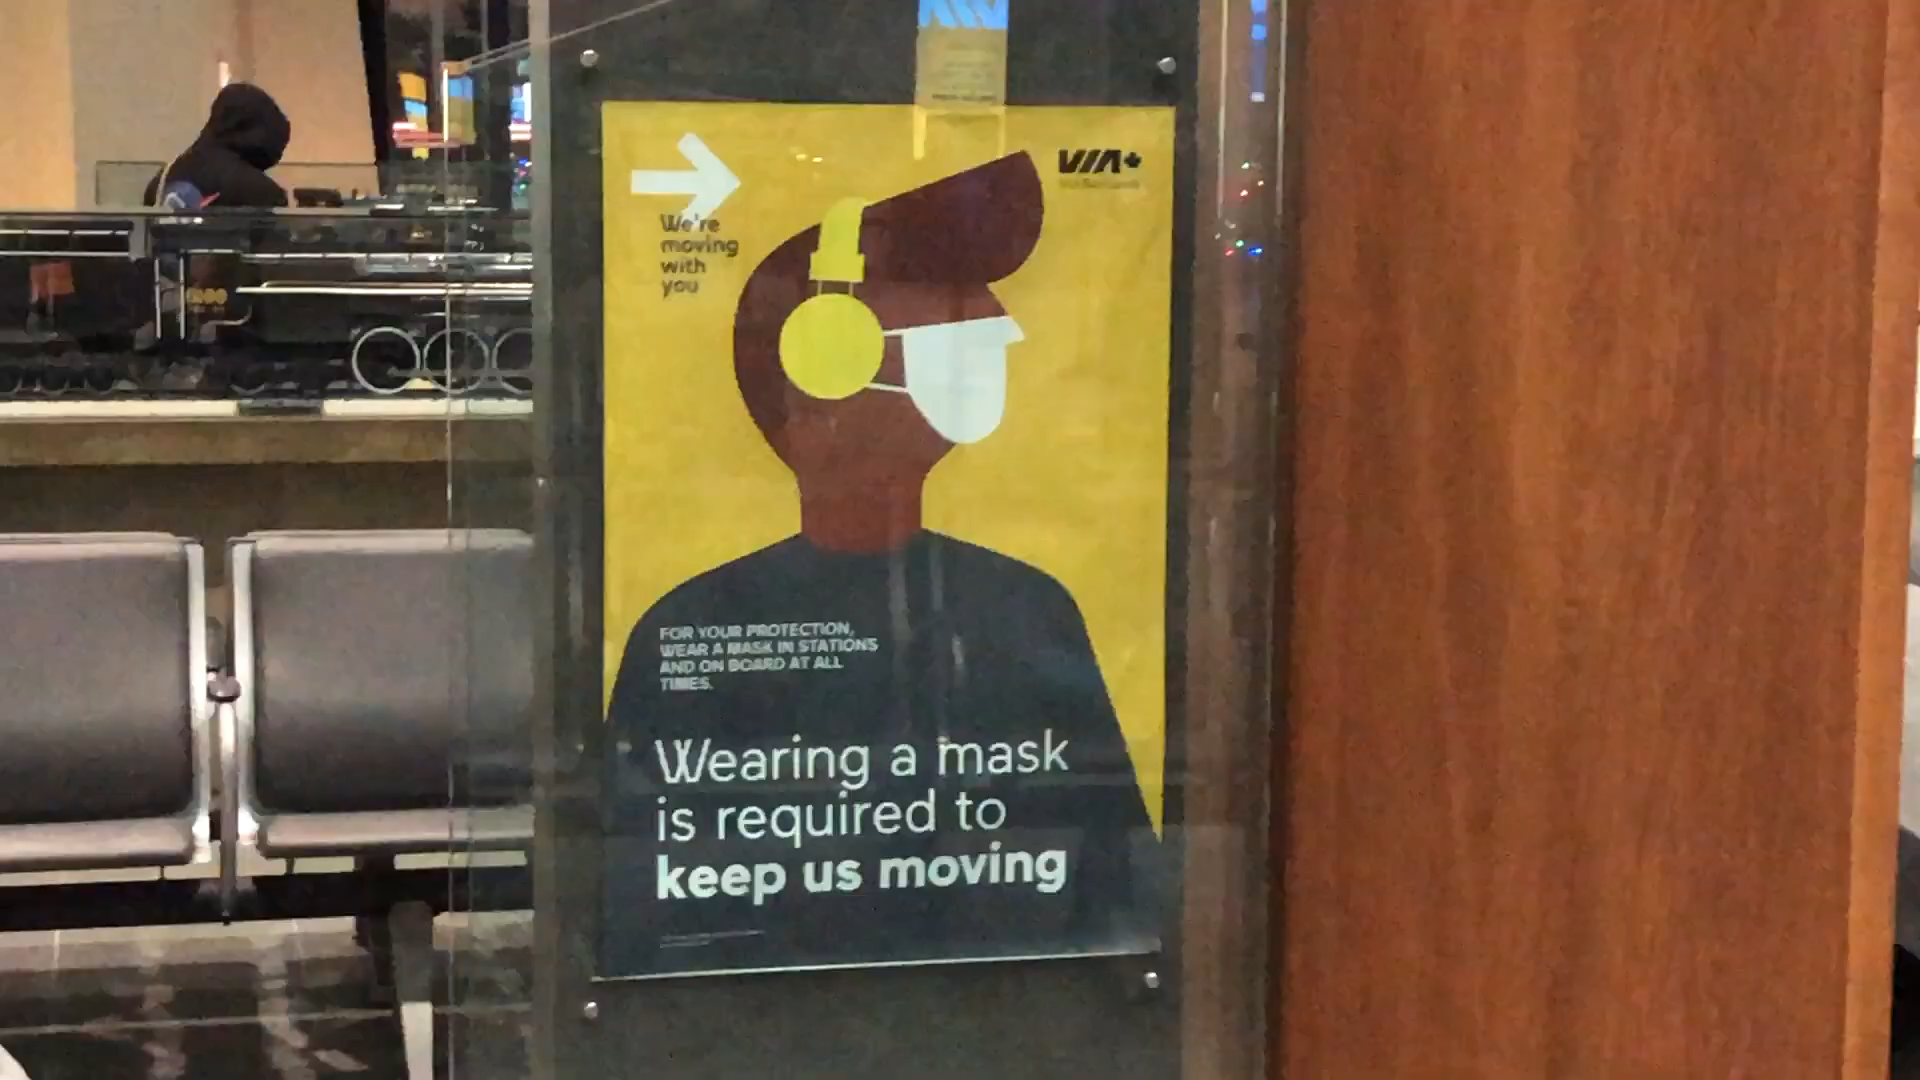 We're
moving
with
you
VIA
FOR YOUR PROTECTION,
WEAR A MASK IN STATIONS
AND ON BOARD AT ALL
TIMES.
Wearing a mask
is required to
keep us moving